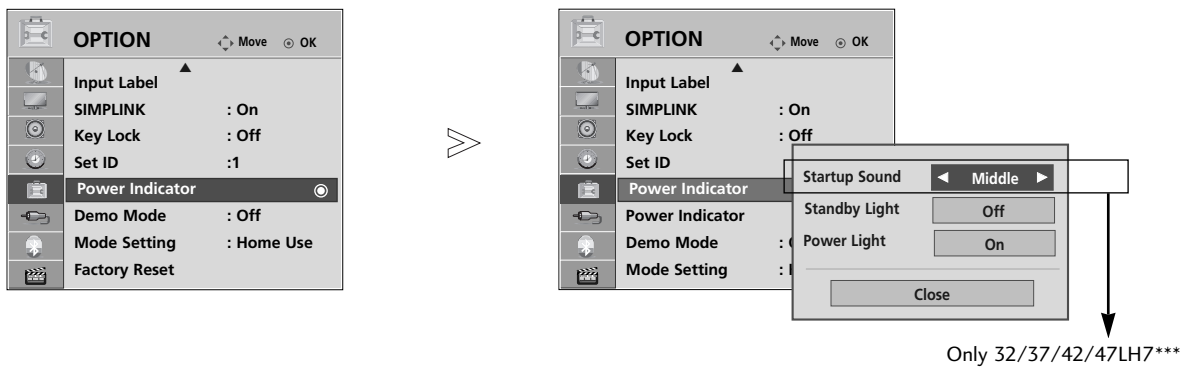 OPTION Move OK
Input Label
SIMPLINK : On
Key Lock : Off
Set ID :1
Power Indicator
Demo Mode : Off
Mode Setting : Home Use
Factory Reset
OPTION Move OK
Input Label
SIMPLINK : On
Key Lock : Off
Set ID
Power Indicator
Power Indicator
Demo Mode :
Mode Setting :
Startup Sound Middle
Standby Light Off
Power Light On
Close
Only 32/37/42/47LH7***